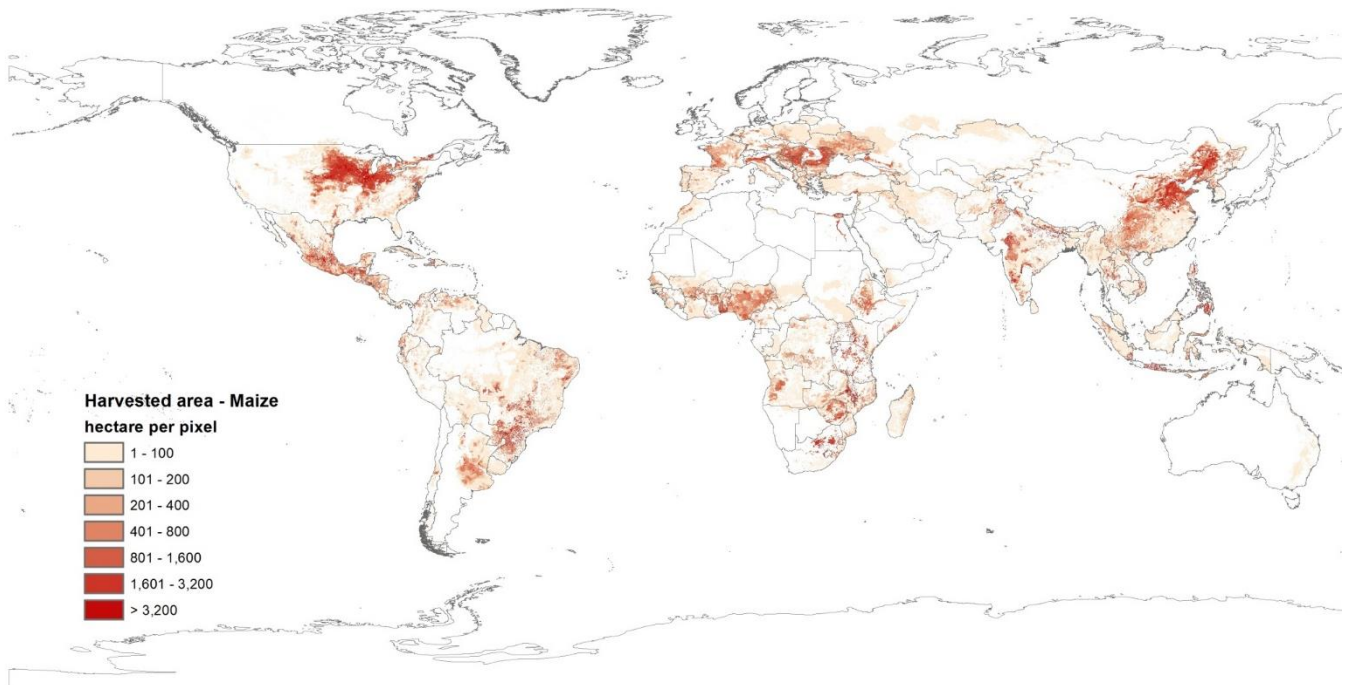 Harvested area - Maize
hectare per pixel
1 - 100
101 - 200
201 - 400
401 - 800
801 - 1,600
1,601 - 3,200
> 3,200